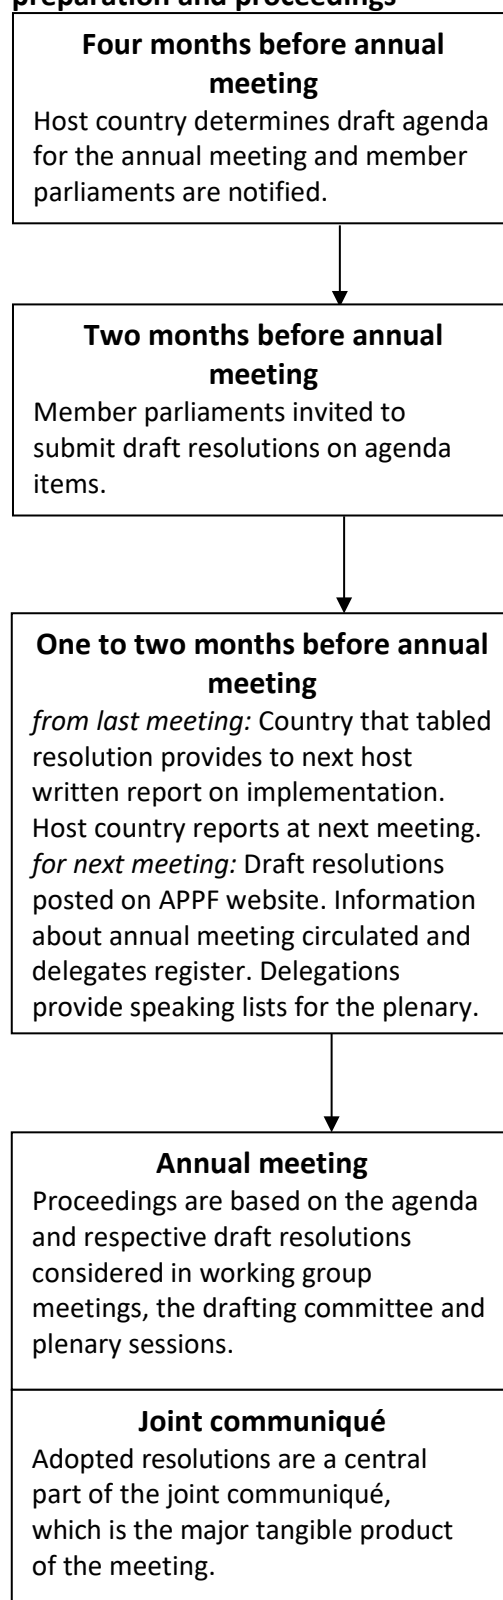 preparation and proceedings
Four months before annual
meeting
Host country determines draft agenda
for the annual meeting and member
parliaments are notified.
Two months before annual
meeting
Member parliaments invited to
submit draft resolutions on agenda
items.
One to two months before annual
meeting
from last meeting: Country that tabled
resolution provides to next host
written report on implementation.
Host country reports at next meeting.
for next meeting: Draft resolutions
posted on APPF website. Information
about annual meeting circulated and
delegates register. Delegations
provide speaking lists for the plenary.
Annual meeting
Proceedings are based on the agenda
and respective draft resolutions
considered in working group
meetings, the drafting committee and
plenary sessions.
Joint communiqué
Adopted resolutions are a central
part of the joint communiqué,
which is the major tangible product
of the meeting.